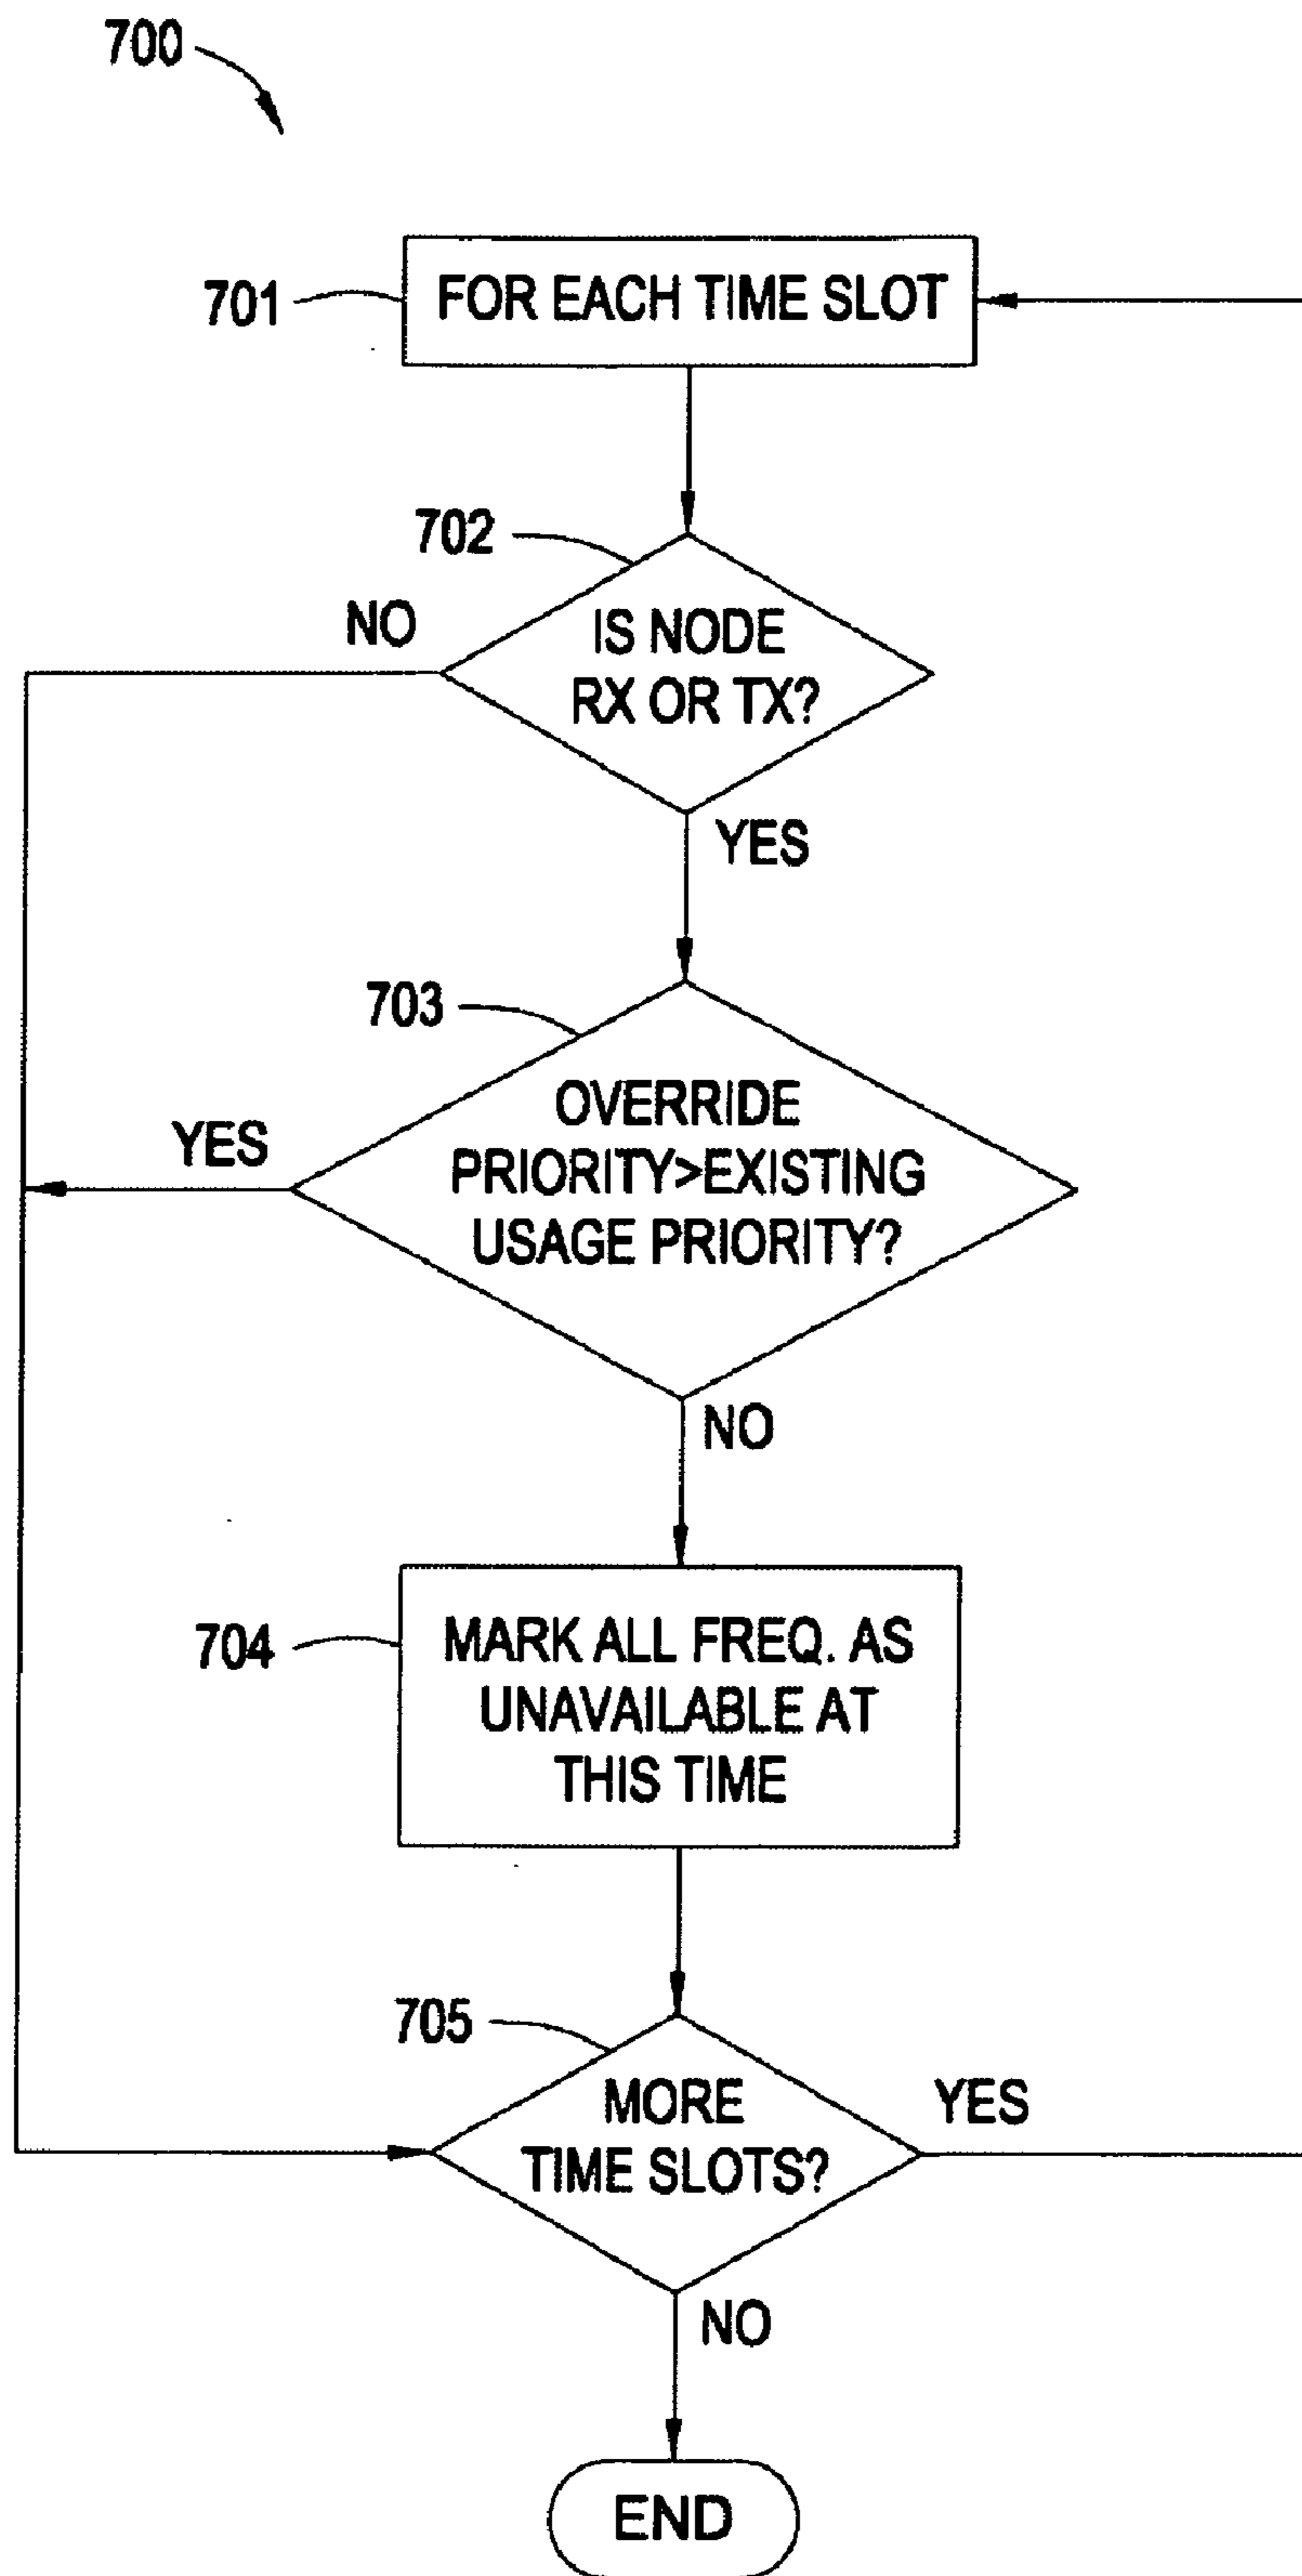 700
701
FOR EACH TIME SLOT
702
NO
IS NODE
RX OR TX?
YES
703
YES
OVERRIDE
PRIORITY>EXISTING
USAGE PRIORITY?
NO
704
MARK ALL FREQ. AS
UNAVAILABLE AT
THIS TIME
705
MORE
TIME SLOTS?
YES
NO
END